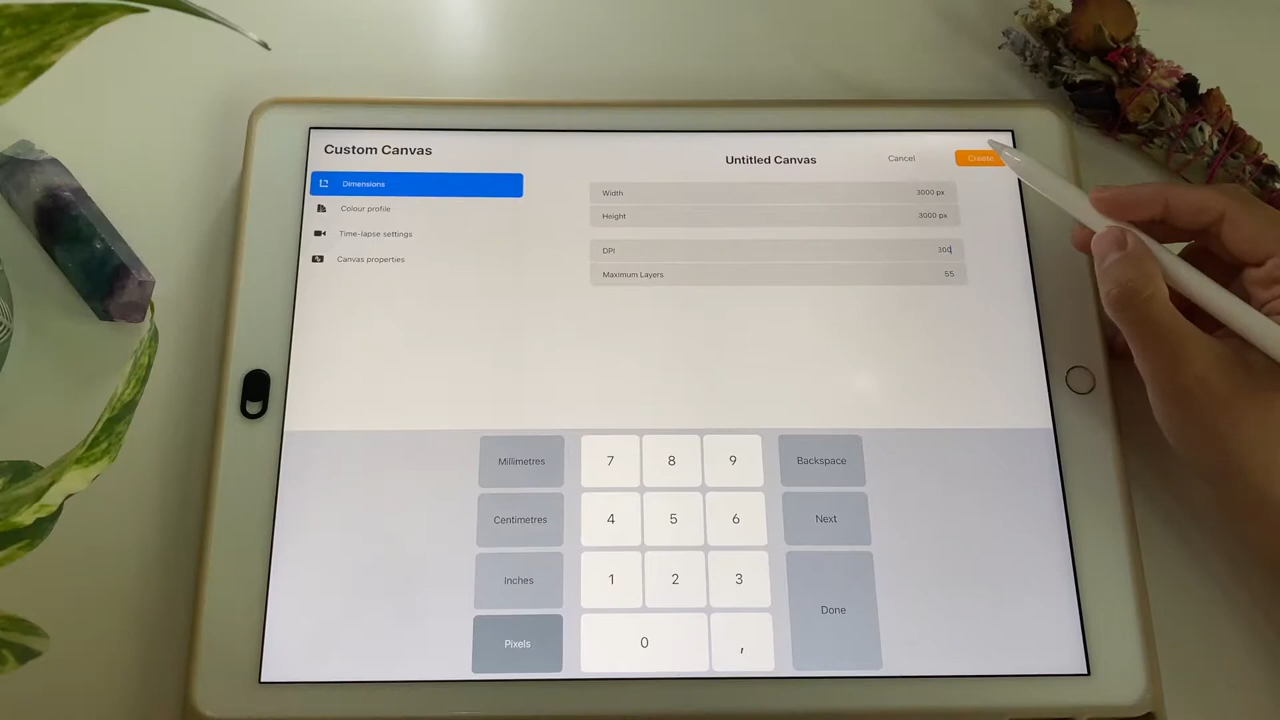 Custom Canvas
Untitled Canvas
Cancel
Create
Dimensions
Colour profile
Time-lapse settings
Canvas properties
Width 3000 px
Height 3000 px
DPI 300
Maximum Layers 55
Millimetres 7 8 9 Backspace
Centimetres 4 5 6 Next
Inches 1 2 3 Done
Pixels 0 ,